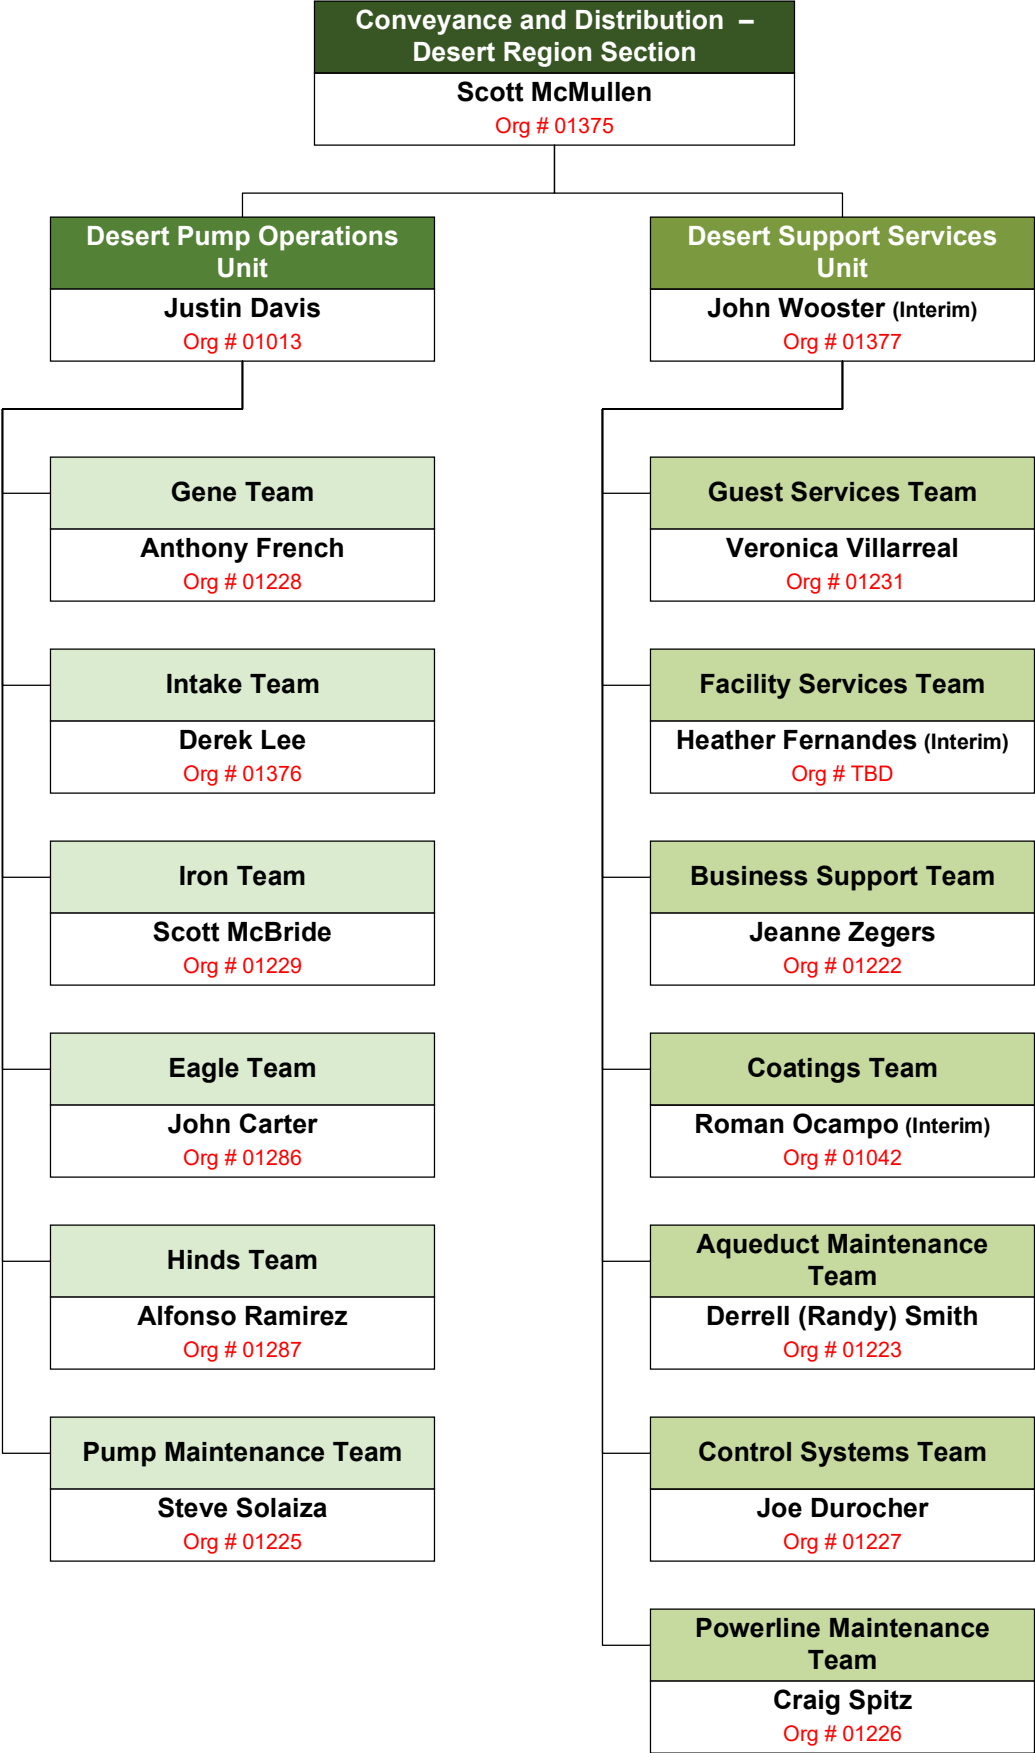 Conveyance and Distribution –
Desert Region Section
Scott McMullen
Org # 01375
Desert Pump Operations
Unit
Justin Davis
Org # 01013
Gene Team
Anthony French
Org # 01228
Intake Team
Derek Lee
Org # 01376
Iron Team
Scott McBride
Org # 01229
Eagle Team
John Carter
Org # 01286
Hinds Team
Alfonso Ramirez
Org # 01287
Pump Maintenance Team
Steve Solaiza
Org # 01225
Desert Support Services
Unit
John Wooster (Interim)
Org # 01377
Guest Services Team
Veronica Villarreal
Org # 01231
Facility Services Team
Heather Fernandes (Interim)
Org # TBD
Business Support Team
Jeanne Zegers
Org # 01222
Coatings Team
Roman Ocampo (Interim)
Org # 01042
Aqueduct Maintenance
Team
Derrell (Randy) Smith
Org # 01223
Control Systems Team
Joe Durocher
Org # 01227
Powerline Maintenance
Team
Craig Spitz
Org # 01226